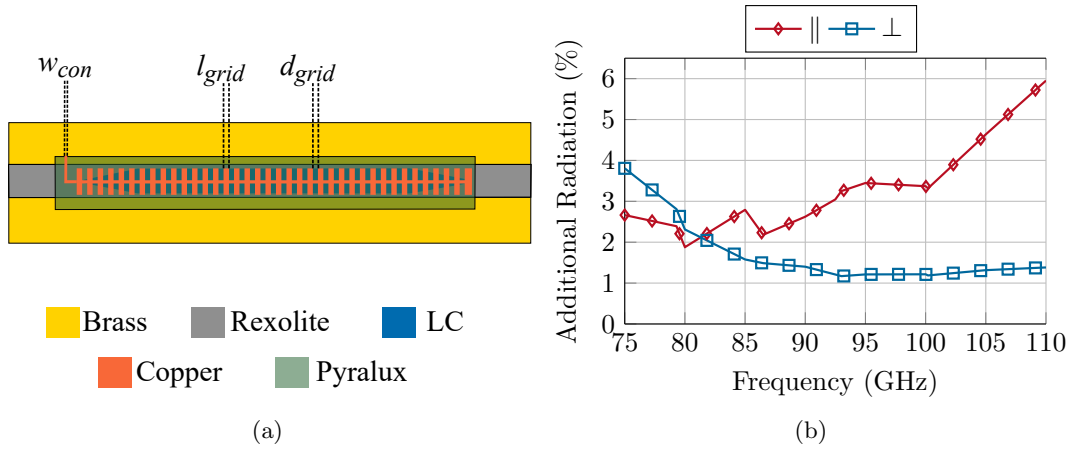 w_con
l_grid
d_grid
Brass
Rexolite
LC
Copper
Pyralux
(a)
∥ ⊥
Additional Radiation (%)
6
5
4
3
2
1
0
75 80 85 90 95 100 105 110
Frequency (GHz)
(b)